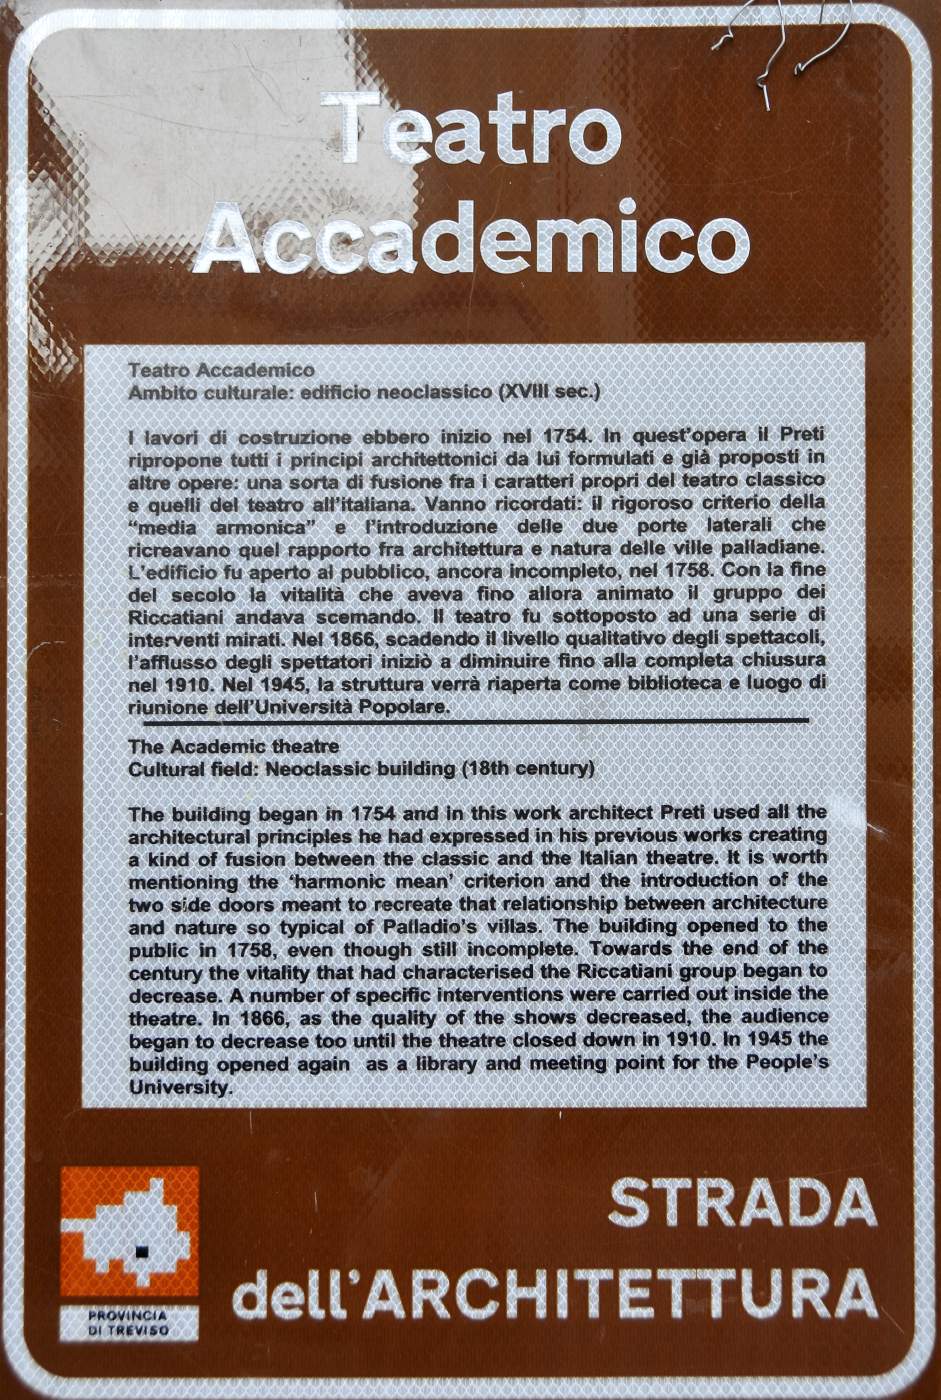 Teatro
Accademico
Teatro Accademico
Ambito culturale: edificio neoclassico (XVIII sec.)
I lavori di costruzione ebbero inizio nel 1754. In quest'opera il Preti
ripropone tutti i principi architettonici da lui formulati e già proposti in
altre opere: una sorta di fusione fra i caratteri propri del teatro classico
e quelli del teatro all'italiana. Vanno ricordati: il rigoroso criterio della
“media armonica” e l'introduzione delle due porte laterali che
ricreavano quel rapporto fra architettura e natura delle ville palladiane.
L'edificio fu aperto al pubblico, ancora incompleto, nel 1758. Con la fine
del secolo la vitalità che aveva fino allora animato il gruppo dei
Riccatiani andava scemando. Il teatro fu sottoposto ad una serie di
interventi mirati. Nel 1866, scadendo il livello qualitativo degli spettacoli,
l'afflusso degli spettatori iniziò a diminuire fino alla completa chiusura
nel 1910. Nel 1945, la struttura verrà riaperta come biblioteca e luogo di
riunione dell'Università Popolare.
The Academic theatre
Cultural field: Neoclassic building (18th century)
The building began in 1754 and in this work architect Preti used all the
architectural principles he had expressed in his previous works creating
a kind of fusion between the classic and the Italian theatre. It is worth
mentioning the ‘harmonic mean’ criterion and the introduction of the
two side doors meant to recreate that relationship between architecture
and nature so typical of Palladio's villas. The building opened to the
public in 1758, even though still incomplete. Towards the end of the
century the vitality that had characterised the Riccatiani group began to
decrease. A number of specific interventions were carried out inside the
theatre. In 1866, as the quality of the shows decreased, the audience
began to decrease too until the theatre closed down in 1910. In 1945 the
building opened again as a library and meeting point for the People's
University.
STRADA
dell'ARCHITETTURA
PROVINCIA
DI TREVISO